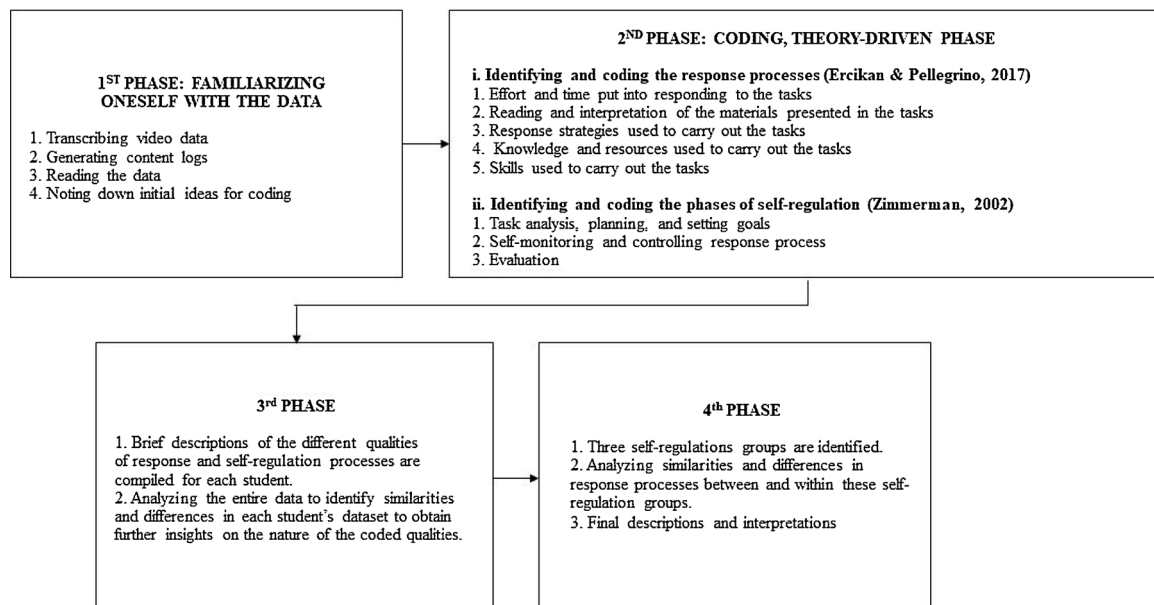 1ST PHASE: FAMILIARIZING
ONESELF WITH THE DATA
1. Transcribing video data
2. Generating content logs
3. Reading the data
4. Noting down initial ideas for coding
2ND PHASE: CODING, THEORY-DRIVEN PHASE
i. Identifying and coding the response processes (Ercikan & Pellegrino, 2017)
1. Effort and time put into responding to the tasks
2. Reading and interpretation of the materials presented in the tasks
3. Response strategies used to carry out the tasks
4. Knowledge and resources used to carry out the tasks
5. Skills used to carry out the tasks
ii. Identifying and coding the phases of self-regulation (Zimmerman, 2002)
1. Task analysis, planning, and setting goals
2. Self-monitoring and controlling response process
3. Evaluation
3rd PHASE
1. Brief descriptions of the different qualities
of response and self-regulation processes are
compiled for each student.
2. Analyzing the entire data to identify similarities
and differences in each student's dataset to obtain
further insights on the nature of the coded qualities.
4th PHASE
1. Three self-regulations groups are identified.
2. Analyzing similarities and differences in
response processes between and within these self-
regulation groups.
3. Final descriptions and interpretations